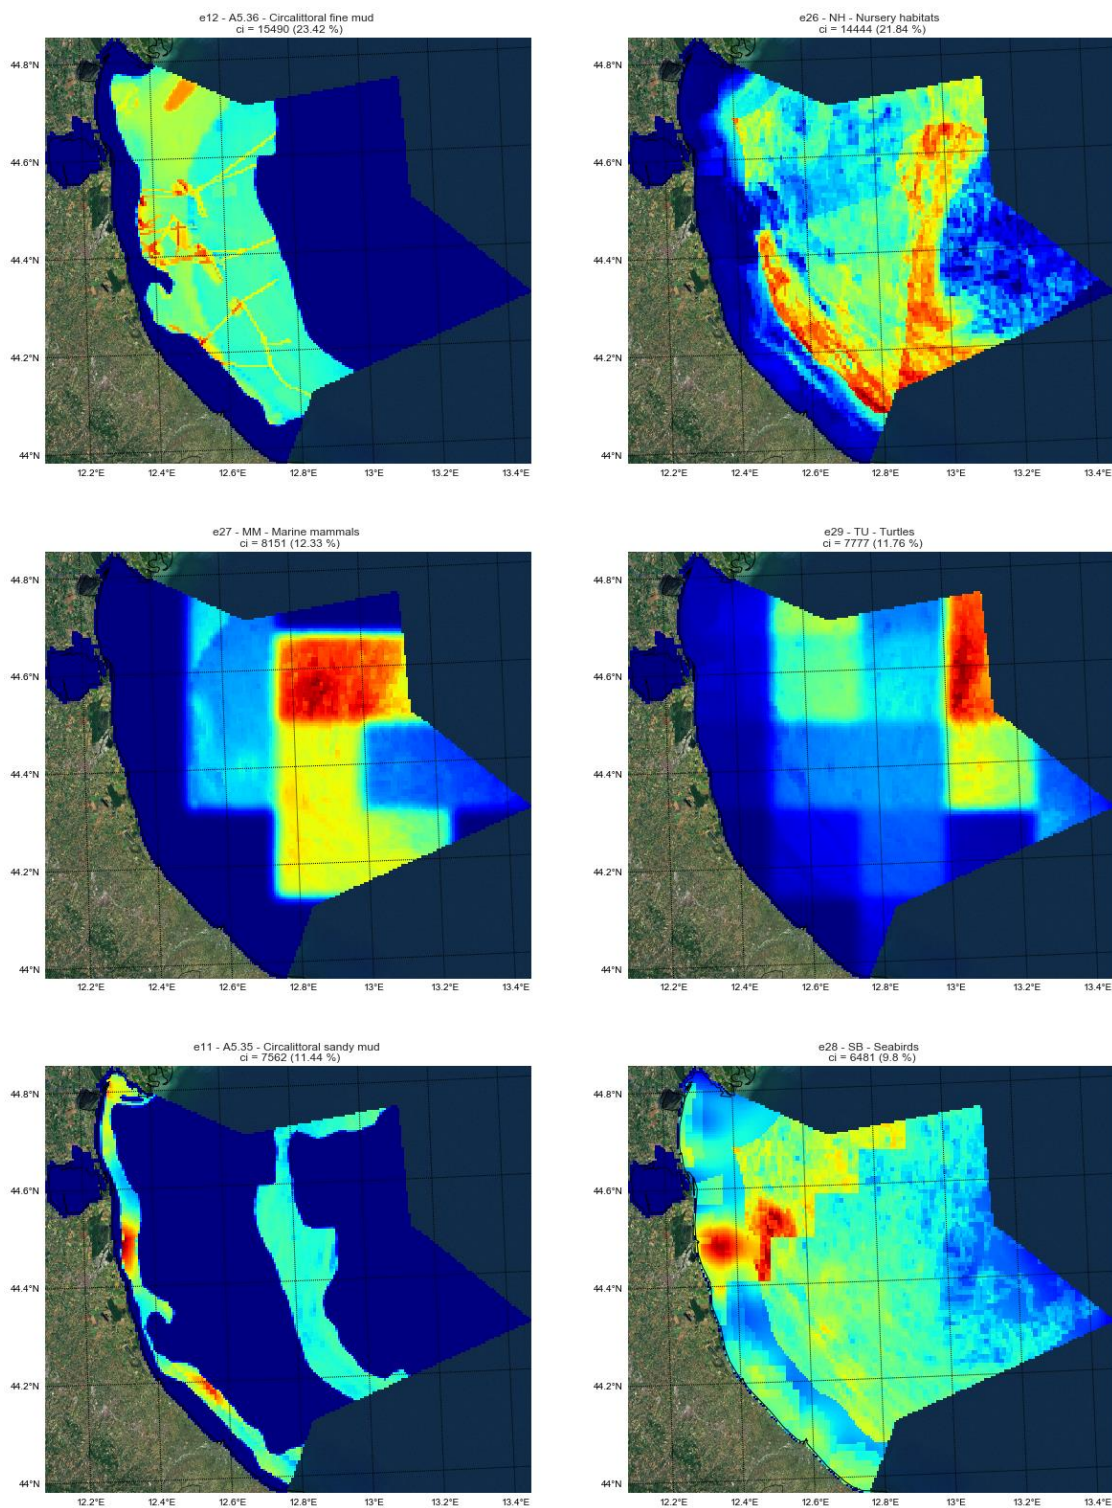 e12 - A5.36 - Circalittoral fine mud
ci = 15490 (23.42 %)
44.8°N
44.6°N
44.4°N
44.2°N
44°N
12.2°E 12.4°E 12.6°E 12.8°E 13°E 13.2°E 13.4°E
e26 - NH - Nursery habitats
ci = 14444 (21.84 %)
44.8°N
44.6°N
44.4°N
44.2°N
44°N
12.2°E 12.4°E 12.6°E 12.8°E 13°E 13.2°E 13.4°E
e27 - MM - Marine mammals
ci = 8151 (12.33 %)
44.8°N
44.6°N
44.4°N
44.2°N
44°N
12.2°E 12.4°E 12.6°E 12.8°E 13°E 13.2°E 13.4°E
e29 - TU - Turtles
ci = 7777 (11.76 %)
44.8°N
44.6°N
44.4°N
44.2°N
44°N
12.2°E 12.4°E 12.6°E 12.8°E 13°E 13.2°E 13.4°E
e11 - A5.35 - Circalittoral sandy mud
ci = 7562 (11.44 %)
44.8°N
44.6°N
44.4°N
44.2°N
44°N
12.2°E 12.4°E 12.6°E 12.8°E 13°E 13.2°E 13.4°E
e28 - SB - Seabirds
ci = 6481 (9.8 %)
44.8°N
44.6°N
44.4°N
44.2°N
44°N
12.2°E 12.4°E 12.6°E 12.8°E 13°E 13.2°E 13.4°E